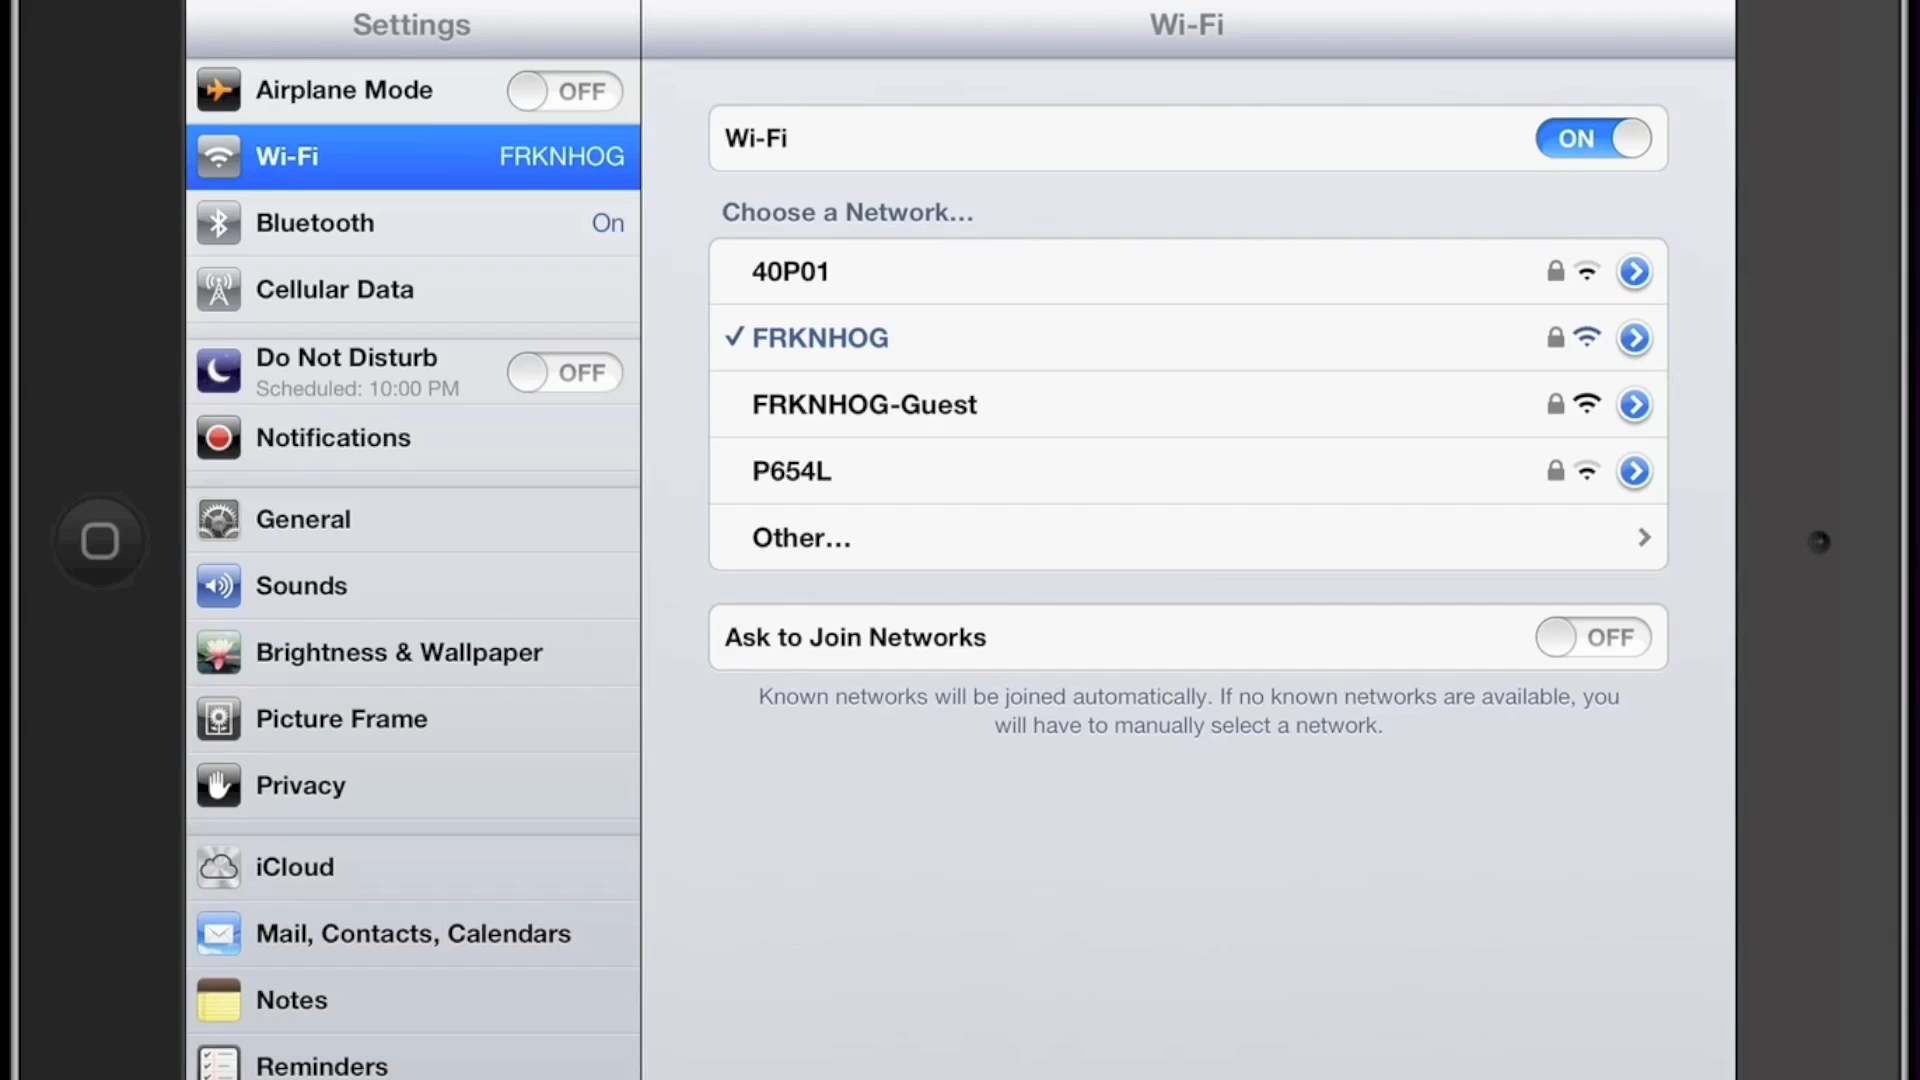 Settings
Airplane Mode OFF
Wi-Fi FRKNHOG
Bluetooth On
Cellular Data
Do Not Disturb OFF
Scheduled: 10:00 PM
Notifications
General
Sounds
Brightness & Wallpaper
Picture Frame
Privacy
iCloud
Mail, Contacts, Calendars
Notes
Reminders
Wi-Fi
Wi-Fi ON
Choose a Network...
40P01
✓ FRKNHOG
FRKNHOG-Guest
P654L
Other...
Ask to Join Networks OFF
Known networks will be joined automatically. If no known networks are available, you
will have to manually select a network.